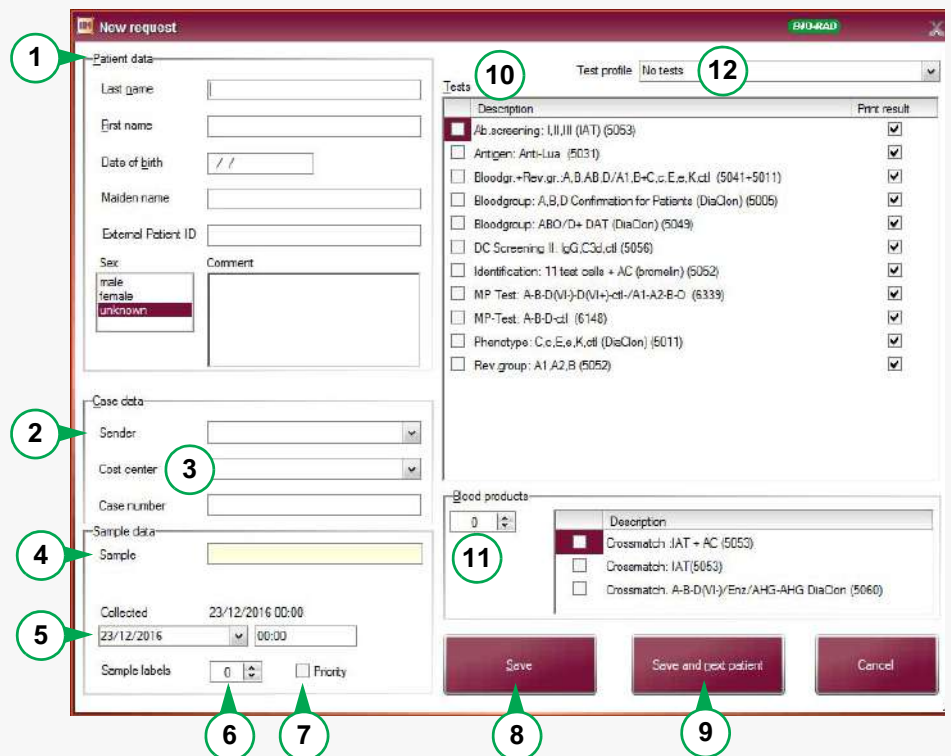 New request
BIO-RAD
1
Patient data
Last name
First name
Date of birth
/ /
Maiden name
External Patient ID
Sex
Comment
male
female
unknown
Case data
2
Sender
Cost center
3
Case number
Sample data
4
Sample
Collected
23/12/2016 00:00
5
23/12/2016
00:00
Sample labels
0
Priority
6
7
10
Test profile
No tests
12
Tests
Description
Print result
Ab.screening: I,II,III (IAT) (5053)
Antigen: Anti-Lua (5031)
Bloodgr.+Rev.gr.:A,B,AB,D/A1,B+C,c,E,e,K,ctl (5041+5011)
Bloodgroup: A,B,D Confirmation for Patients (DiaClon) (5005)
Bloodgroup: ABO/D+ DAT (DiaClon) (5049)
DC Screening II: IgG,C3d,ctl (5056)
Identification: 11 test cells + AC (bromelin) (5052)
MP Test: A-B-D(VI-)-D(VI+)-ctl-/A1-A2-B-O (6339)
MP-Test: A-B-D-ctl (6148)
Phenotype: C,c,E,e,K,ctl (DiaClon) (5011)
Rev.group: A1,A2,B (5052)
Blood products
0
11
Description
Crossmatch :IAT + AC (5053)
Crossmatch: IAT(5053)
Crossmatch: A-B-D(VI-)/Enz/AHG-AHG DiaClon (5060)
Save
Save and next patient
Cancel
8
9